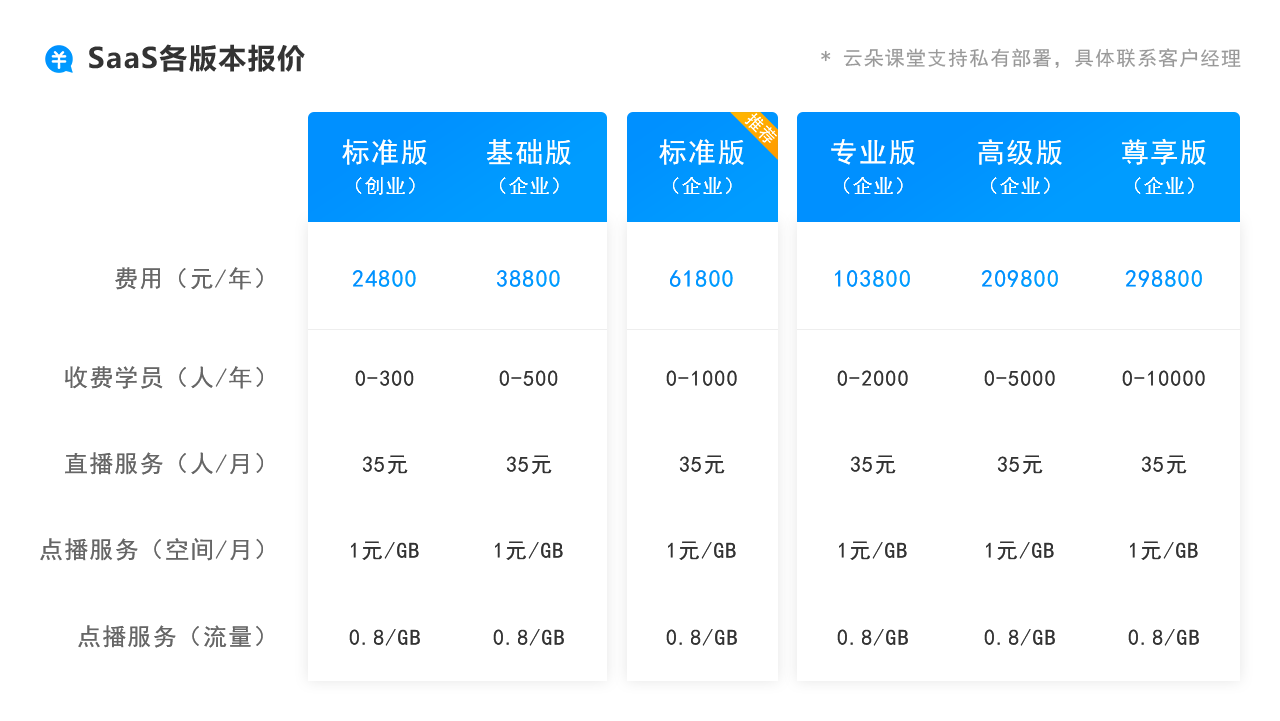 SaaS各版本报价
* 云朵课堂支持私有部署，具体联系客户经理
标准版 基础版 标准版 推荐 专业版 高级版 尊享版
（创业） （企业） （企业） （企业） （企业） （企业）
费用（元/年） 24800 38800 61800 103800 209800 298800
收费学员（人/年） 0-300 0-500 0-1000 0-2000 0-5000 0-10000
直播服务（人/月） 35元 35元 35元 35元 35元 35元
点播服务（空间/月） 1元/GB 1元/GB 1元/GB 1元/GB 1元/GB 1元/GB
点播服务（流量） 0.8/GB 0.8/GB 0.8/GB 0.8/GB 0.8/GB 0.8/GB